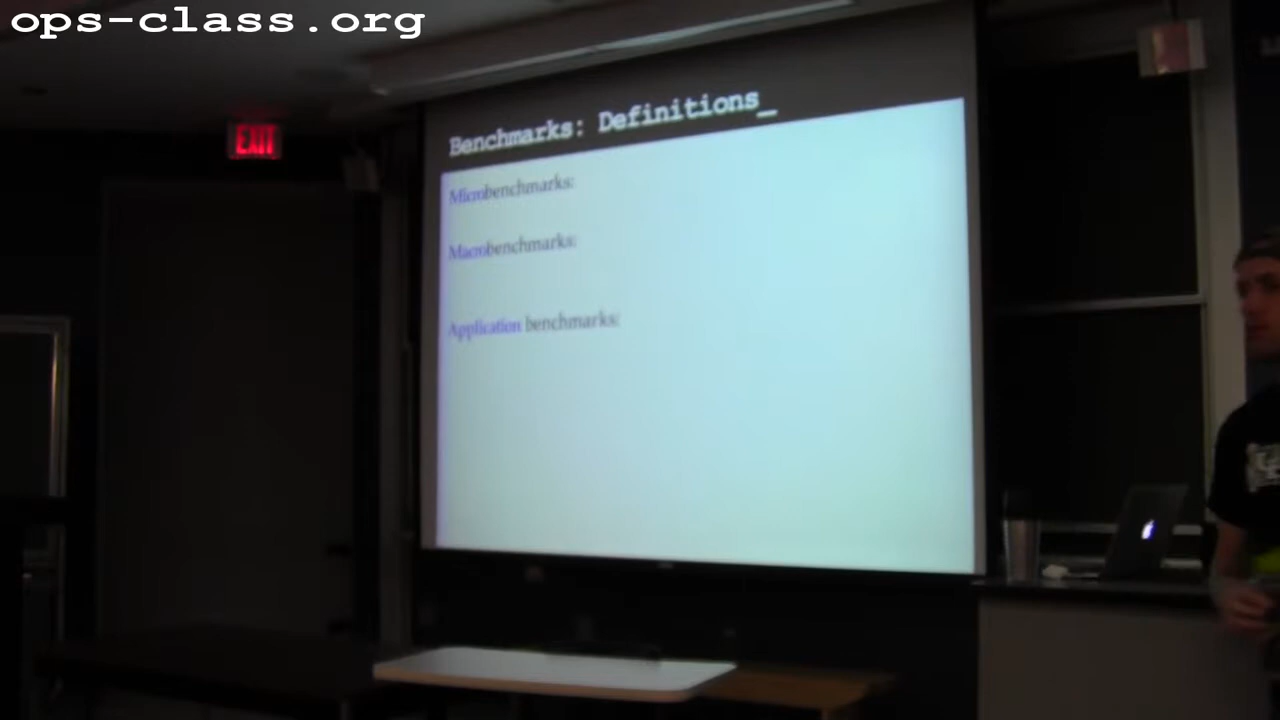 ops-class.org
EXIT
Benchmarks: Definitions_
Microbenchmarks:
Macrobenchmarks:
Application benchmarks: